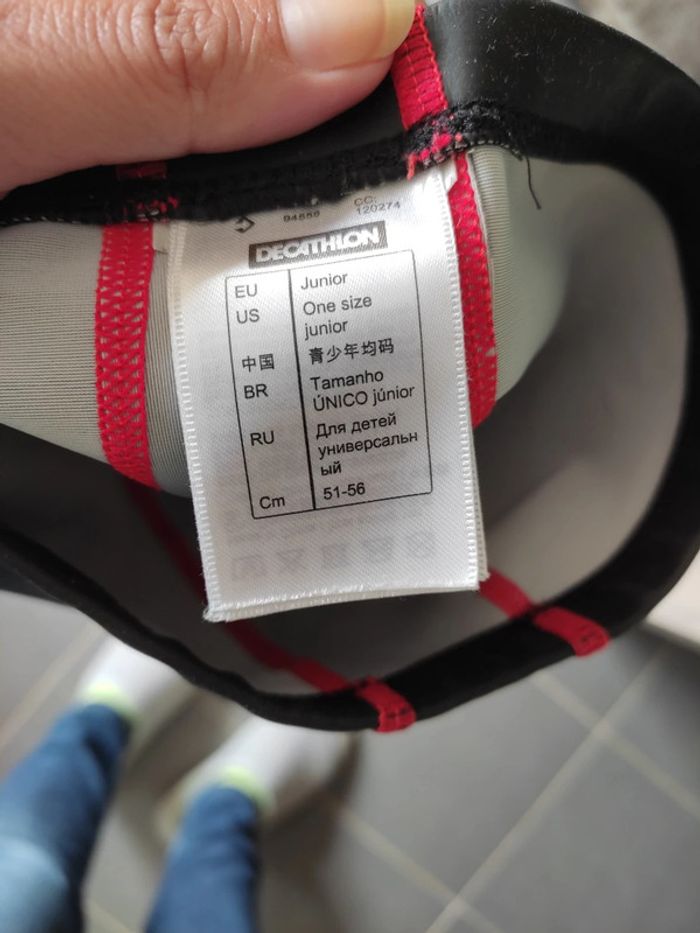 94550 CC:
120274
DECATHLON
EU Junior
US One size
junior
中国 青少年均码
BR Tamanho
ÚNICO júnior
RU Для детей
универсальн
ый
Cm 51-56